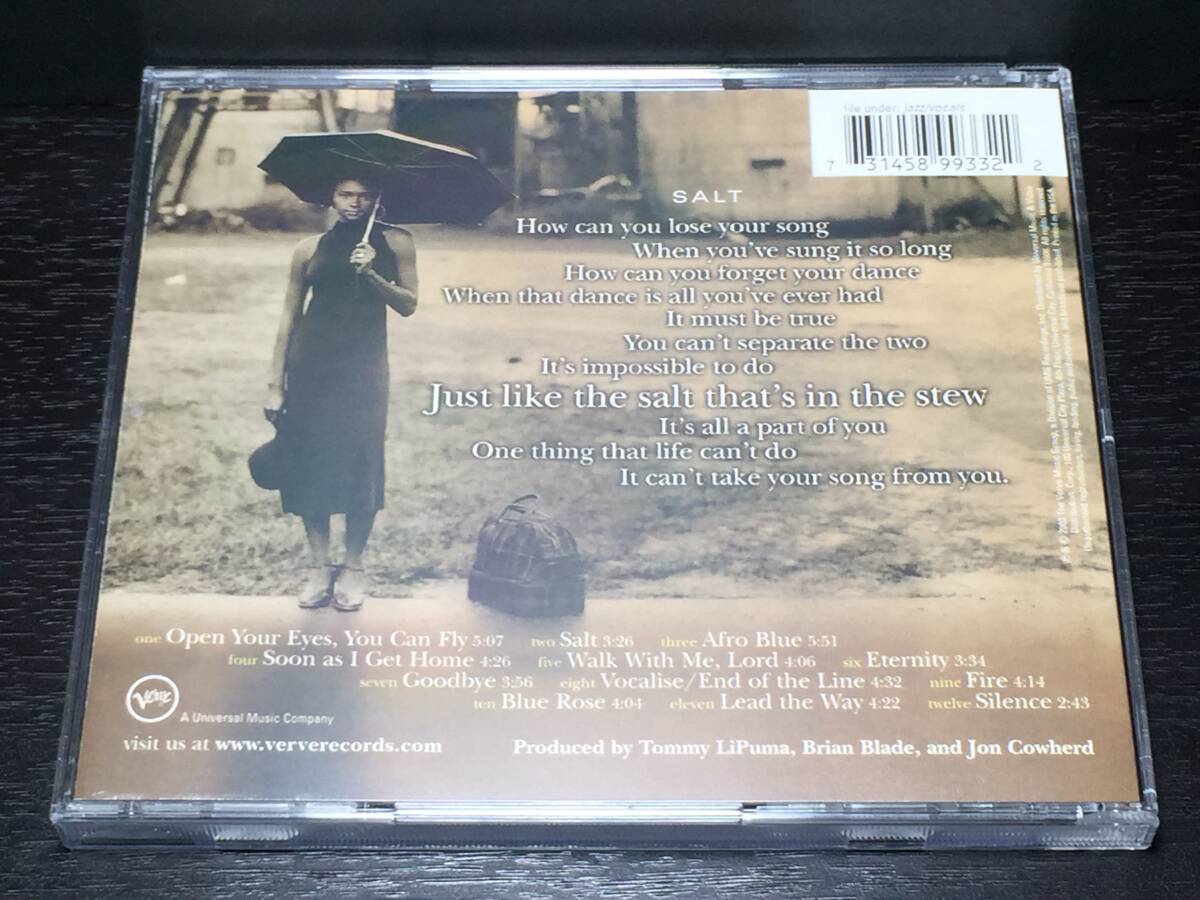 file under: jazz/vocals
7 31458 99332 2
SALT
How can you lose your song
When you've sung it so long
How can you forget your dance
When that dance is all you've ever had
It must be true
You can't separate the two
It's impossible to do
Just like the salt that's in the stew
It's all a part of you
One thing that life can't do
It can't take your song from you.
one Open Your Eyes, You Can Fly 5:07 two Salt 3:26 three Afro Blue 5:51
four Soon as I Get Home 4:26 five Walk With Me, Lord 4:06 six Eternity 3:34
seven Goodbye 3:56 eight Vocalise/End of the Line 4:32 nine Fire 4:14
ten Blue Rose 4:04 eleven Lead the Way 4:22 twelve Silence 2:43
Verve
A Universal Music Company
visit us at www.ververecords.com
Produced by Tommy LiPuma, Brian Blade, and Jon Cowherd